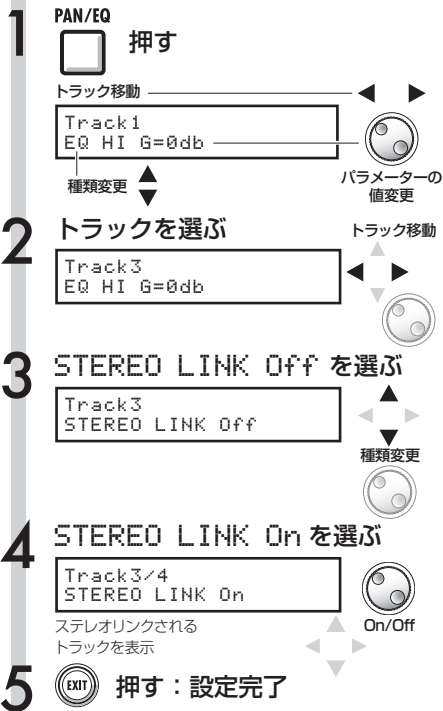 1
PAN/EQ
押す
トラック移動
Track1
EQ HI G=0db
種類変更
パラメーターの
値変更
2
トラックを選ぶ
トラック移動
Track3
EQ HI G=0db
3
STEREO LINK Off を選ぶ
Track3
STEREO LINK Off
種類変更
4
STEREO LINK On を選ぶ
Track3/4
STEREO LINK On
On/Off
ステレオリンクされる
トラックを表示
5
EXIT 押す：設定完了